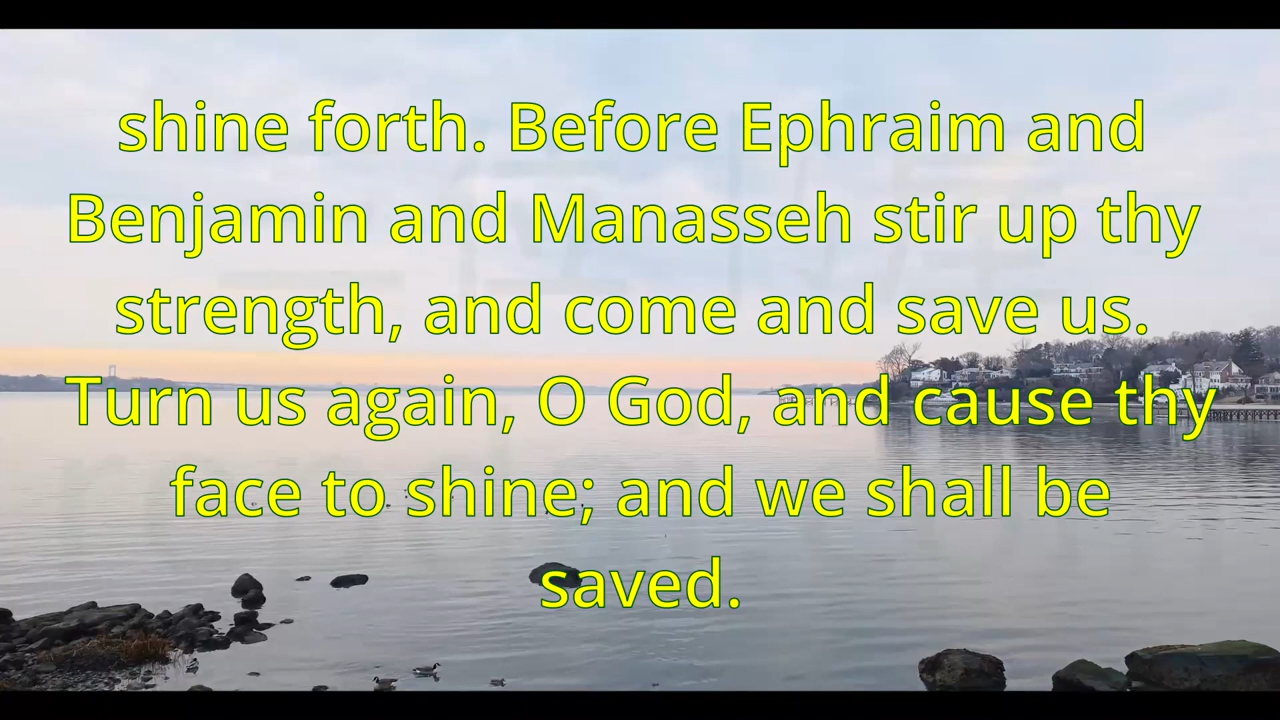 shine forth. Before Ephraim and
Benjamin and Manasseh stir up thy
strength, and come and save us.
Turn us again, O God, and cause thy
face to shine; and we shall be
saved.